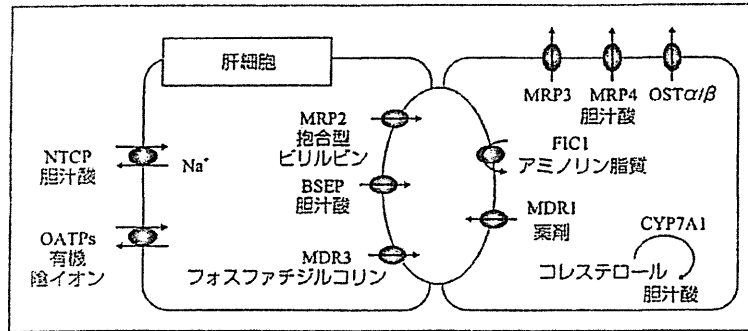 肝細胞
NTCP
胆汁酸
Na⁺
OATPs
有機
陰イオン
MRP2
抱合型
ビリルビン
BSEP
胆汁酸
MDR3
フォスファチジルコリン
MRP3 MRP4 OSTα/β
胆汁酸
FIC1
アミノリン脂質
MDR1
薬剤
CYP7A1
コレステロール
胆汁酸